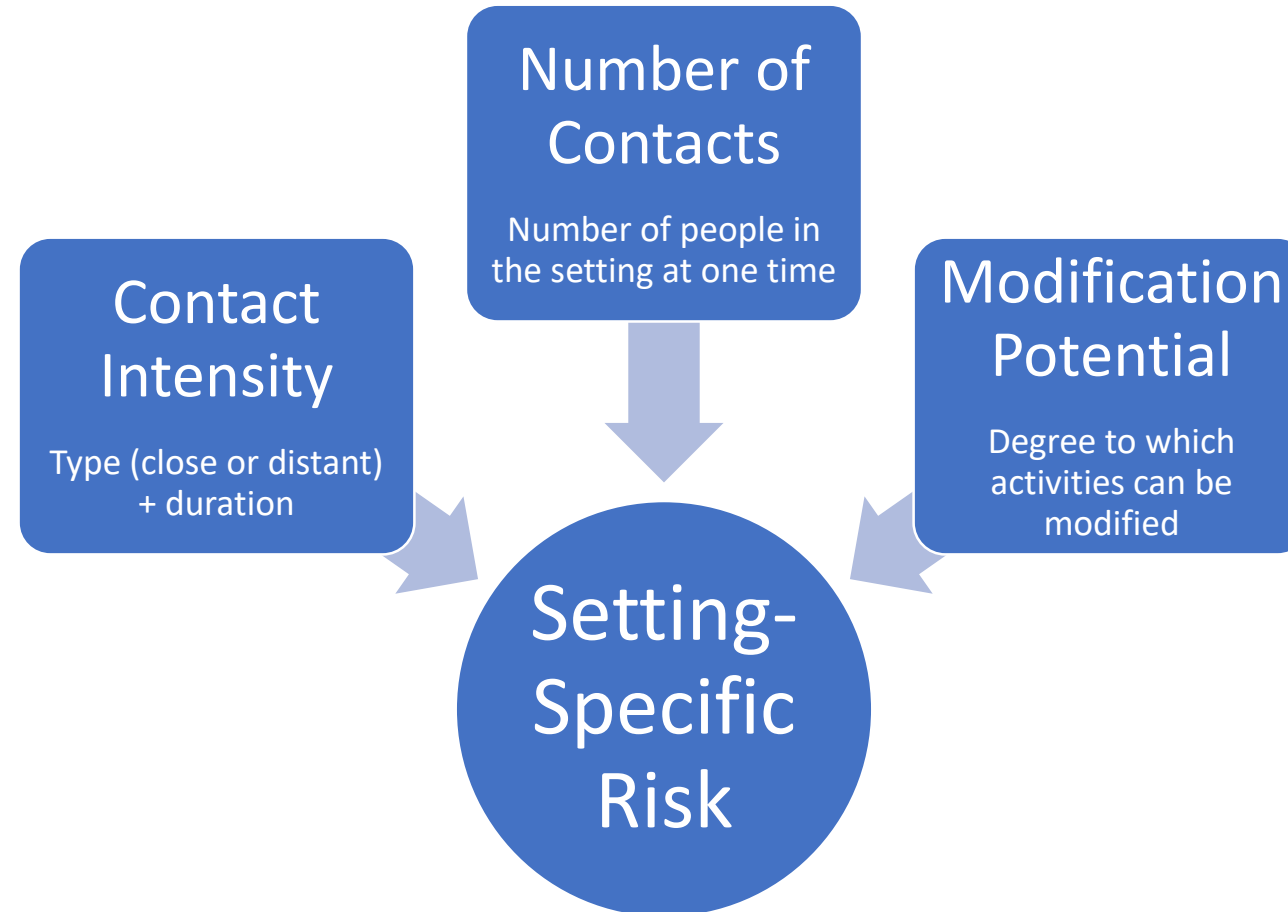 Number of
Contacts
Number of people in
the setting at one time
Contact
Intensity
Type (close or distant)
+ duration
Modification
Potential
Degree to which
activities can be
modified
Setting-
Specific
Risk